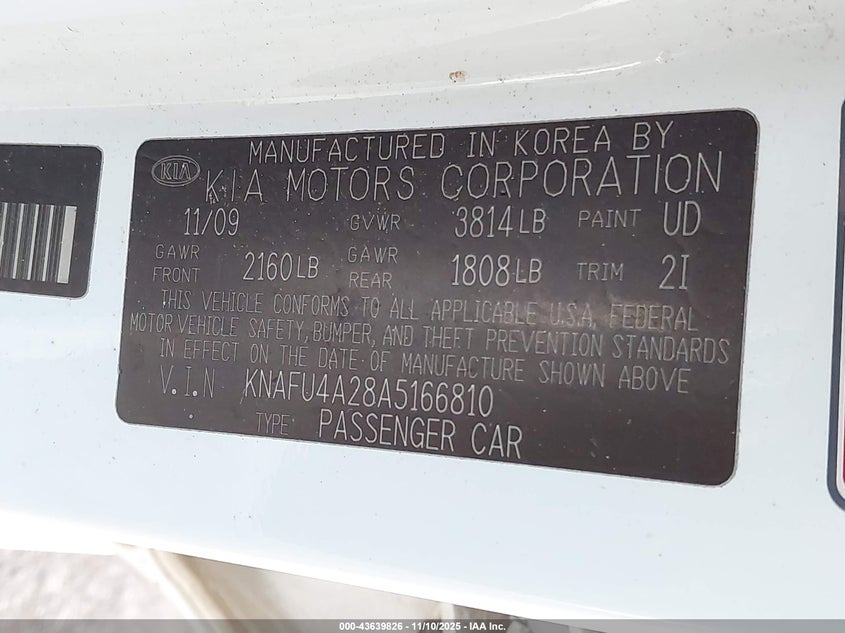 MANUFACTURED IN KOREA BY
KIA KIA MOTORS CORPORATION
11/09 GVWR 3814LB PAINT UD
GAWR FRONT 2160LB GAWR REAR 1808LB TRIM 2I
THIS VEHICLE CONFORMS TO ALL APPLICABLE U.S.A. FEDERAL
MOTOR VEHICLE SAFETY, BUMPER, AND THEFT PREVENTION STANDARDS
IN EFFECT ON THE DATE OF MANUFACTURE SHOWN ABOVE
V.I.N KNAFU4A28A5166810
TYPE PASSENGER CAR
000-43639826 - 11/10/2025 - IAA Inc.